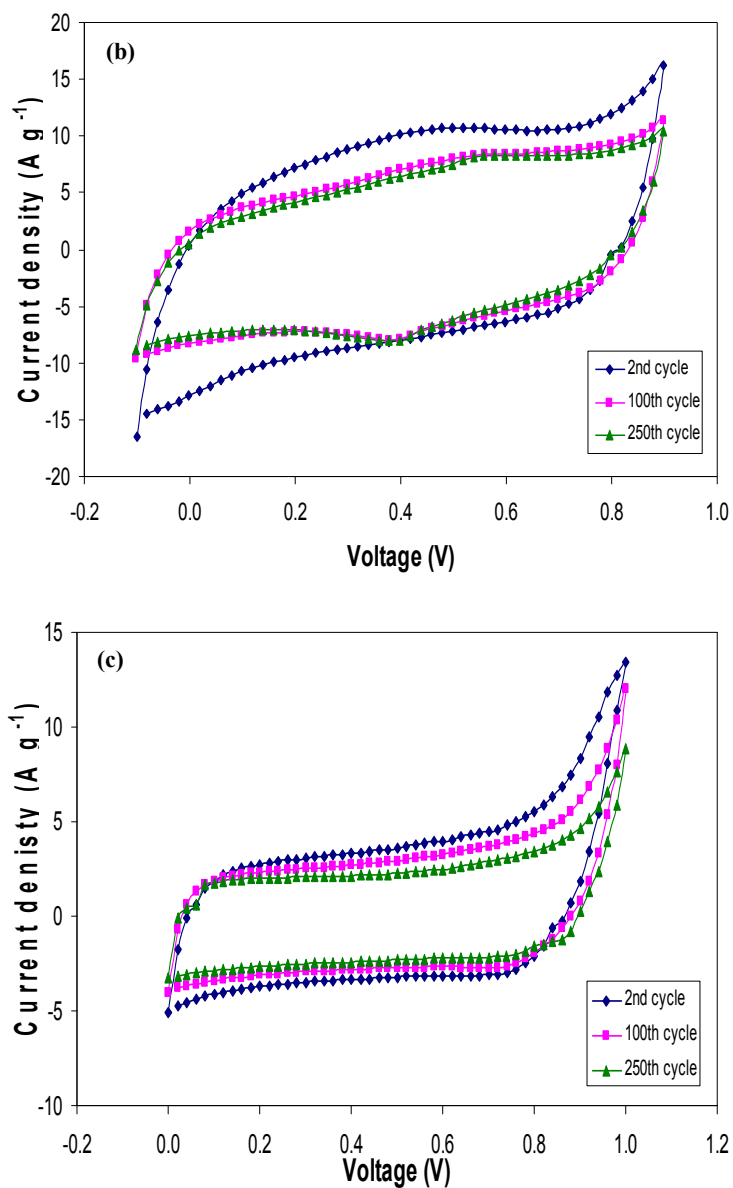 (b)
20
15
10
5
0
-5
-10
-15
-20
-0.2 0.0 0.2 0.4 0.6 0.8 1.0
Current density (A g -1)
Voltage (V)
2nd cycle
100th cycle
250th cycle
(c)
15
10
5
0
-5
-10
-0.2 0.0 0.2 0.4 0.6 0.8 1.0 1.2
Current denisty (A g -1)
Voltage (V)
2nd cycle
100th cycle
250th cycle